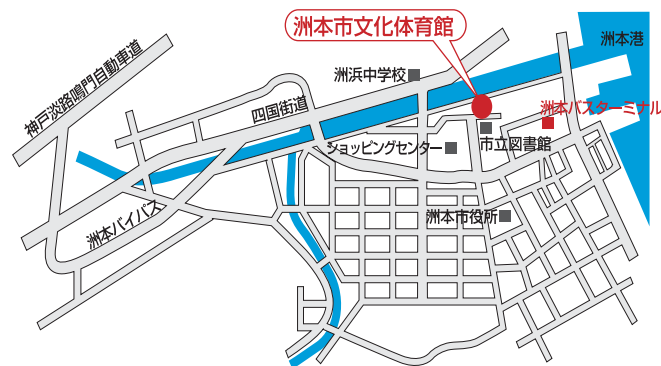 洲本市文化体育館
洲本港
神戸淡路鳴門自動車道
洲浜中学校
四国街道
洲本バスターミナル
ショッピングセンター
市立図書館
洲本バイパス
洲本市役所